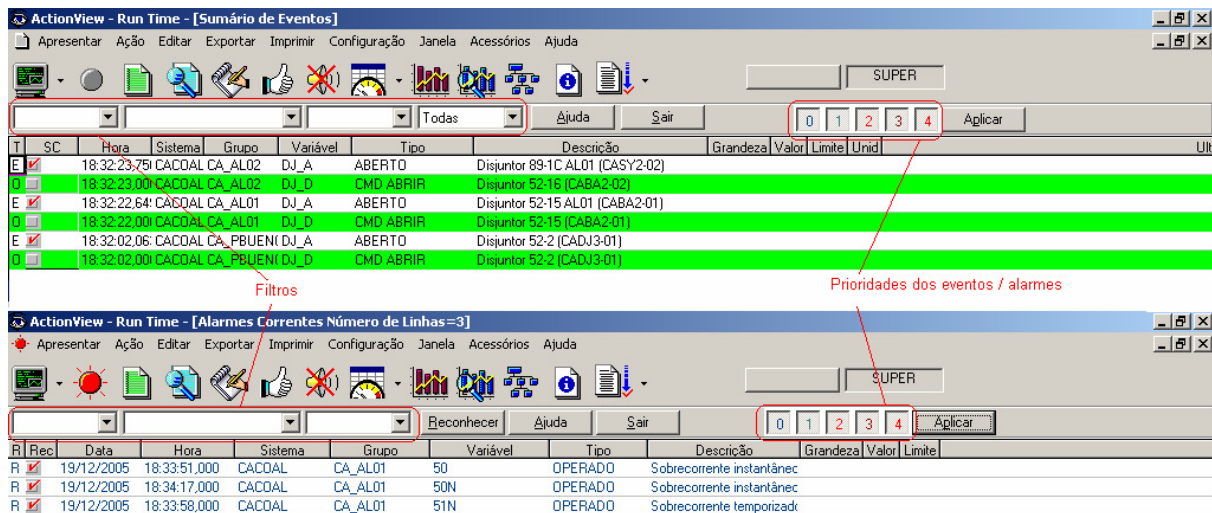 ActionView - Run Time - [Sumário de Eventos]
Apresentar Ação Editar Exportar Imprimir Configuração Janela Acessórios Ajuda
SUPER
Todas Ajuda Sair 0 1 2 3 4 Aplicar
T SC Hora Sistema Grupo Variável Tipo Descrição Grandeza Valor Limite Unid Ult
E 18:32:23,75 CACOAL CA_AL02 DJ_A ABERTO Disjuntor 89-1C AL01 (CASY2-02)
O 18:32:23,00 CACOAL CA_AL02 DJ_D CMD ABRIR Disjuntor 52-16 (CABA2-02)
E 18:32:22,64 CACOAL CA_AL01 DJ_A ABERTO Disjuntor 52-15 AL01 (CABA2-01)
O 18:32:22,00 CACOAL CA_AL01 DJ_D CMD ABRIR Disjuntor 52-15 (CABA2-01)
E 18:32:02,06 CACOAL CA_PBUEN DJ_A ABERTO Disjuntor 52-2 (CADJ3-01)
O 18:32:02,00 CACOAL CA_PBUEN DJ_D CMD ABRIR Disjuntor 52-2 (CADJ3-01)
Filtros
Prioridades dos eventos / alarmes
ActionView - Run Time - [Alarmes Correntes Número de Linhas=3]
Apresentar Ação Editar Exportar Imprimir Configuração Janela Acessórios Ajuda
SUPER
Reconhecer Ajuda Sair 0 1 2 3 4 Aplicar
R Rec Data Hora Sistema Grupo Variável Tipo Descrição Grandeza Valor Limite
R 19/12/2005 18:33:51,000 CACOAL CA_AL01 50 OPERADO Sobrecorrente instantânec
R 19/12/2005 18:34:17,000 CACOAL CA_AL01 50N OPERADO Sobrecorrente instantânec
R 19/12/2005 18:33:58,000 CACOAL CA_AL01 51N OPERADO Sobrecorrente temporizadc